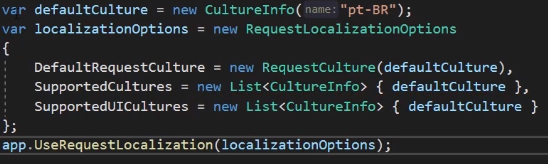 var defaultCulture = new CultureInfo(name:"pt-BR");
var localizationOptions = new RequestLocalizationOptions
{
    DefaultRequestCulture = new RequestCulture(defaultCulture),
    SupportedCultures = new List<CultureInfo> { defaultCulture },
    SupportedUICultures = new List<CultureInfo> { defaultCulture }
};
app.UseRequestLocalization(localizationOptions);